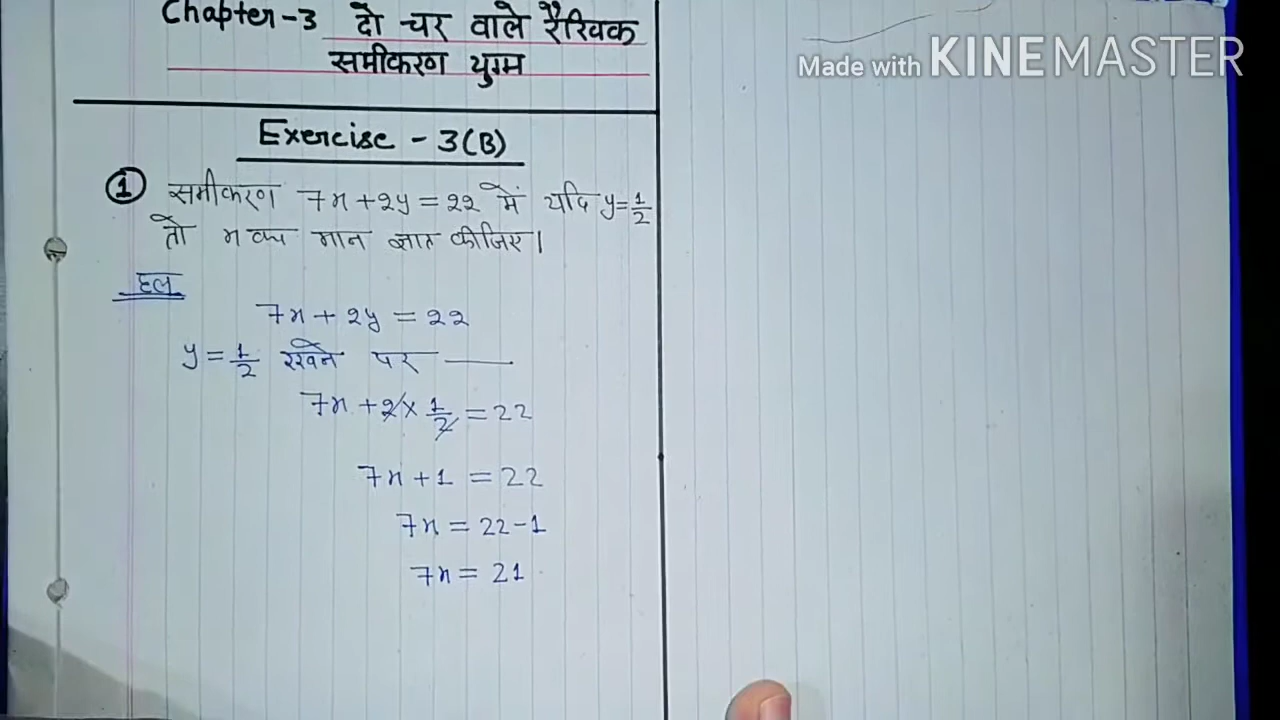 Chapter-3 दो चर वाले रैखिक
समीकरण युग्म
Made with KINEMASTER
Exercise - 3(B)
① समीकरण 7x+2y=22 में यदि y=1/2
तो x का मान ज्ञात कीजिए।
हल
7x+2y=22
y=1/2 रखने पर —
7x+2×1/2=22
7x+1=22
7x=22-1
7x=21